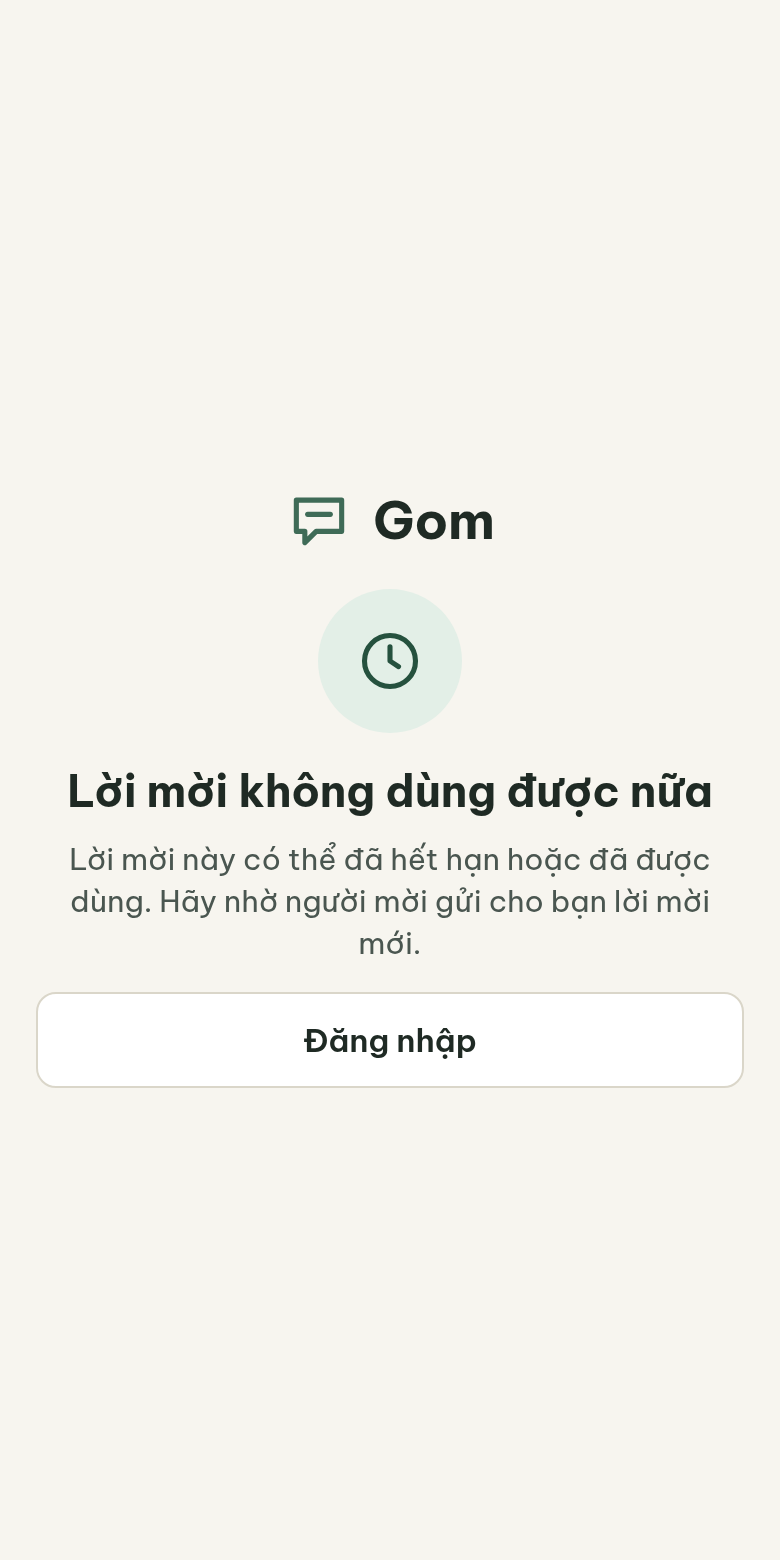 Gom
Lời mời không dùng được nữa
Lời mời này có thể đã hết hạn hoặc đã được
dùng. Hãy nhờ người mời gửi cho bạn lời mời
mới.
Đăng nhập